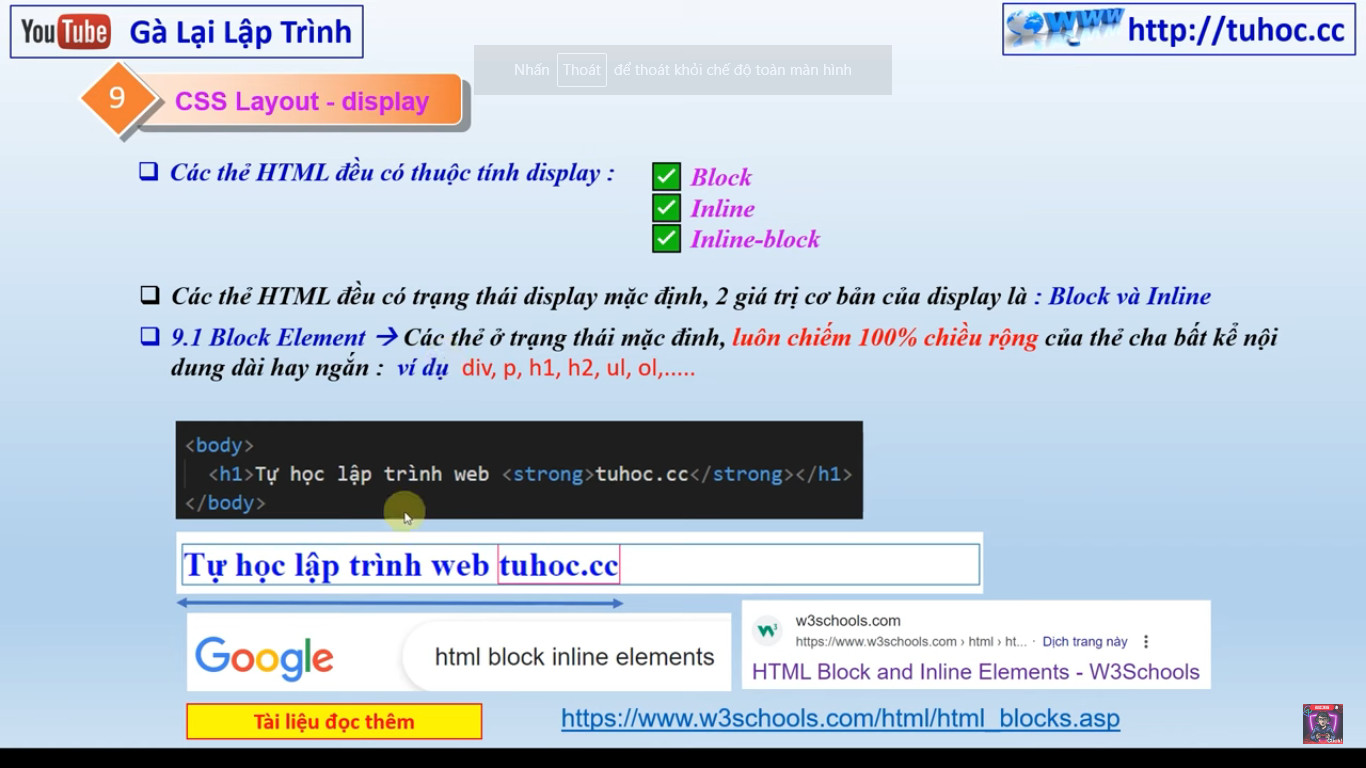 YouTube Gà Lại Lập Trình
www http://tuhoc.cc
Nhấn Thoát để thoát khỏi chế độ toàn màn hình
9 CSS Layout - display
Các thẻ HTML đều có thuộc tính display :
Block
Inline
Inline-block
Các thẻ HTML đều có trạng thái display mặc định, 2 giá trị cơ bản của display là : Block và Inline
9.1 Block Element → Các thẻ ở trạng thái mặc đinh, luôn chiếm 100% chiều rộng của thẻ cha bất kể nội
dung dài hay ngắn : ví dụ div, p, h1, h2, ul, ol,.....
<body>
<h1>Tự học lập trình web <strong>tuhoc.cc</strong></h1>
</body>
Tự học lập trình web tuhoc.cc
Google html block inline elements
w3schools.com
https://www.w3schools.com › html › ht... · Dịch trang này
HTML Block and Inline Elements - W3Schools
Tài liệu đọc thêm
https://www.w3schools.com/html/html_blocks.asp